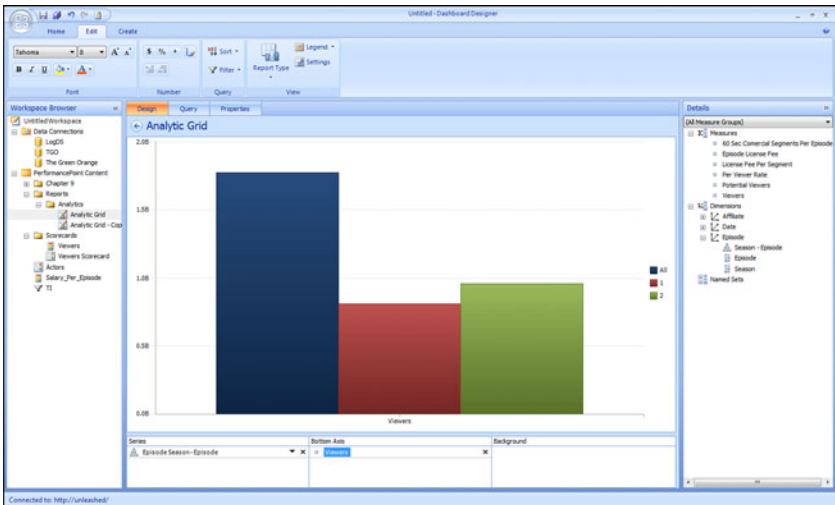 Untitled - Dashboard Designer
Home Edit Create
Tahoma 8 A A $ % Sort Legend
B I U A Filter Report Type Settings
Font Number Query View
Workspace Browser
Untitled Workspace
Data Connections
LogDS
TGO
The Green Orange
PerformancePoint Content
Chapter 9
Reports
Analytics
Analytic Grid
Analytic Grid - Cop
Scorecards
Viewers
Viewers Scorecard
Actors
Salary_Per_Episode
TI
Design Query Properties
Analytic Grid
2.0B
1.5B
1.0B
0.5B
0.0B
Viewers
All
1
2
Series Bottom Axis Background
Episode Season - Episode Viewers
Details
(All Measure Groups)
Measures
60 Sec Comercial Segments Per Episode
Episode License Fee
License Fee Per Segment
Per Viewer Rate
Potential Viewers
Viewers
Dimensions
Affiliate
Date
Episode
Season - Episode
Episode
Season
Named Sets
Connected to: http://unleashed/